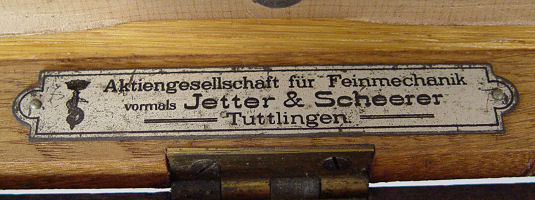 Aktiengesellschaft für Feinmechanik
vormals Jetter & Scheerer
Tuttlingen.